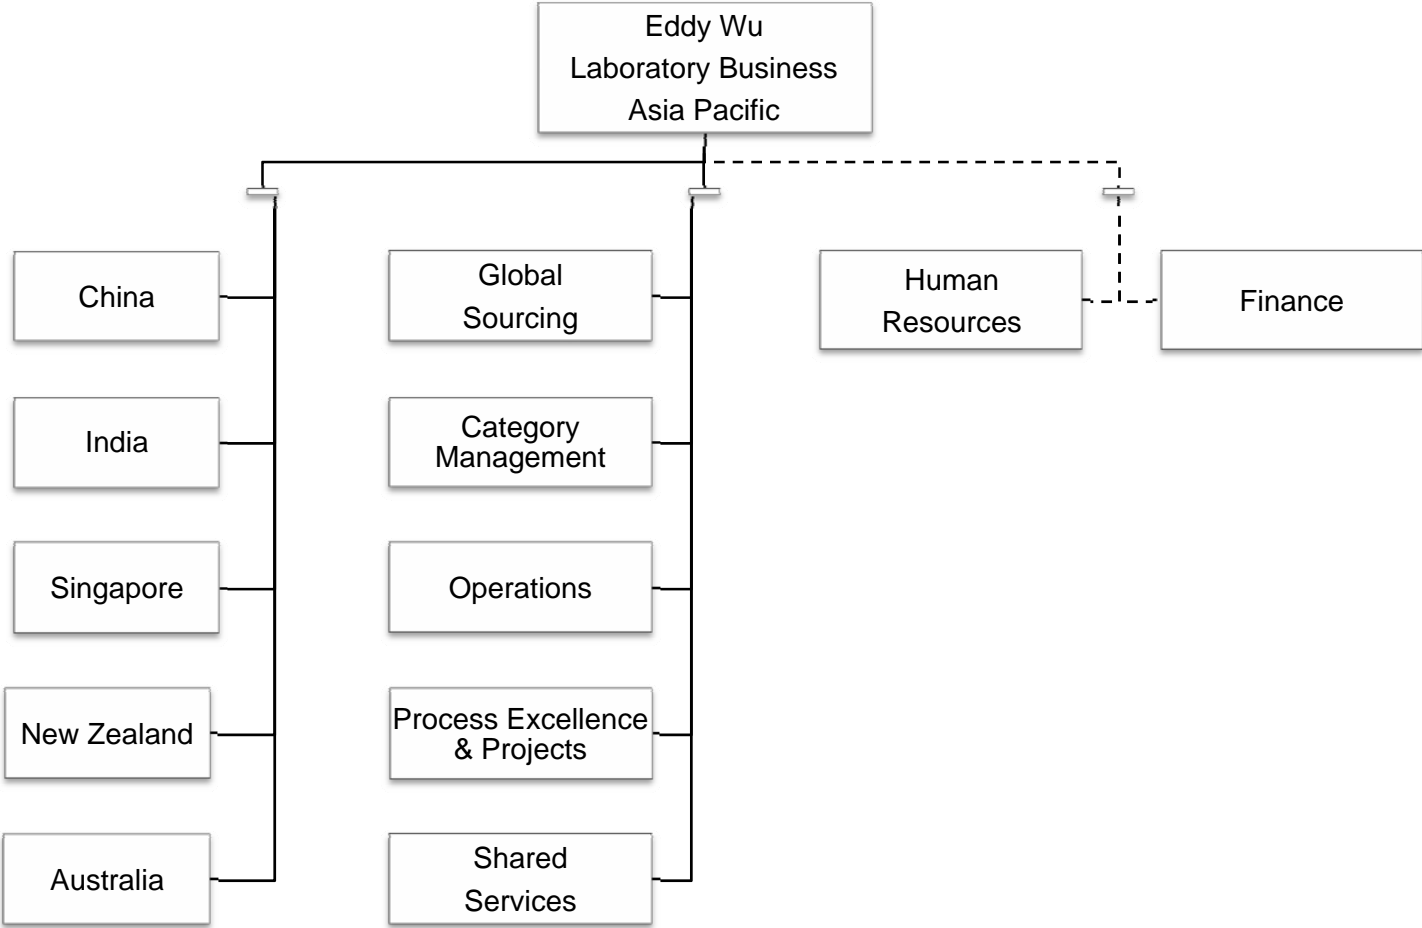 Eddy Wu
Laboratory Business
Asia Pacific
China
India
Singapore
New Zealand
Australia
Global
Sourcing
Category
Management
Operations
Process Excellence
& Projects
Shared
Services
Human
Resources
Finance